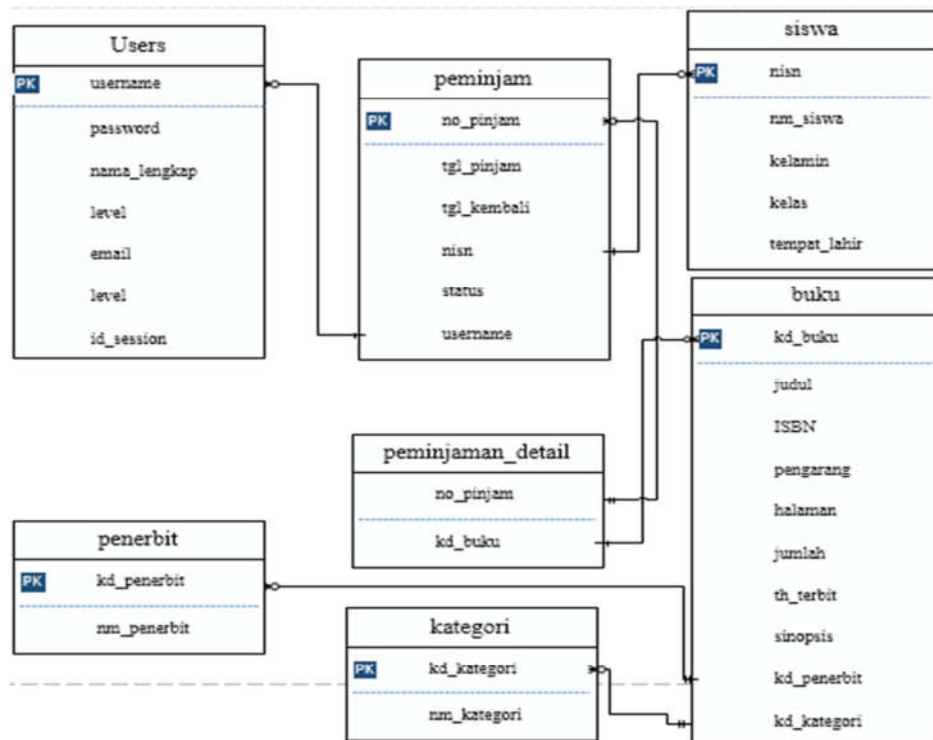 Users
PK username
password
nama_lengkap
level
email
level
id_session
peminjam
PK no_pinjam
tgl_pinjam
tgl_kembali
nisn
status
username
siswa
PK nisn
nm_siswa
kelamin
kelas
tempat_lahir
buku
PK kd_buku
judul
ISBN
pengarang
halaman
jumlah
th_terbit
sinopsis
kd_penerbit
kd_kategori
peminjaman_detail
no_pinjam
kd_buku
penerbit
PK kd_penerbit
nm_penerbit
kategori
PK kd_kategori
nm_kategori